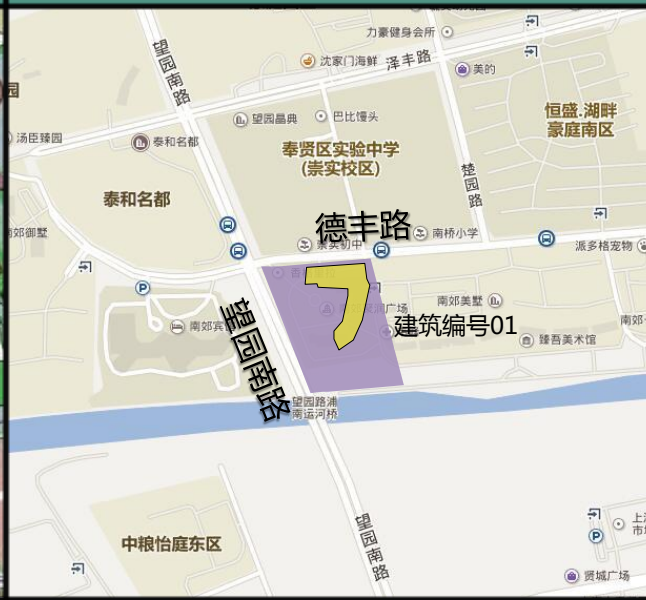 力豪健身会所
望园南路
沈家门海鲜
泽丰路
美的
园
恒盛.湖畔
豪庭南区
望园晶典
巴比馒头
汤臣臻园
泰和名都
奉贤区实验中学
(崇实校区)
楚园路
泰和名都
德丰路
南桥小学
郊御墅
崇实初中
派多格宠物
P
南郊美墅
广场
建筑编号01
南郊宾
望园南路
臻吾美术馆
南郊
望园路浦
南运河桥
望园南路
中粮怡庭东区
P
上
市
贤城广场